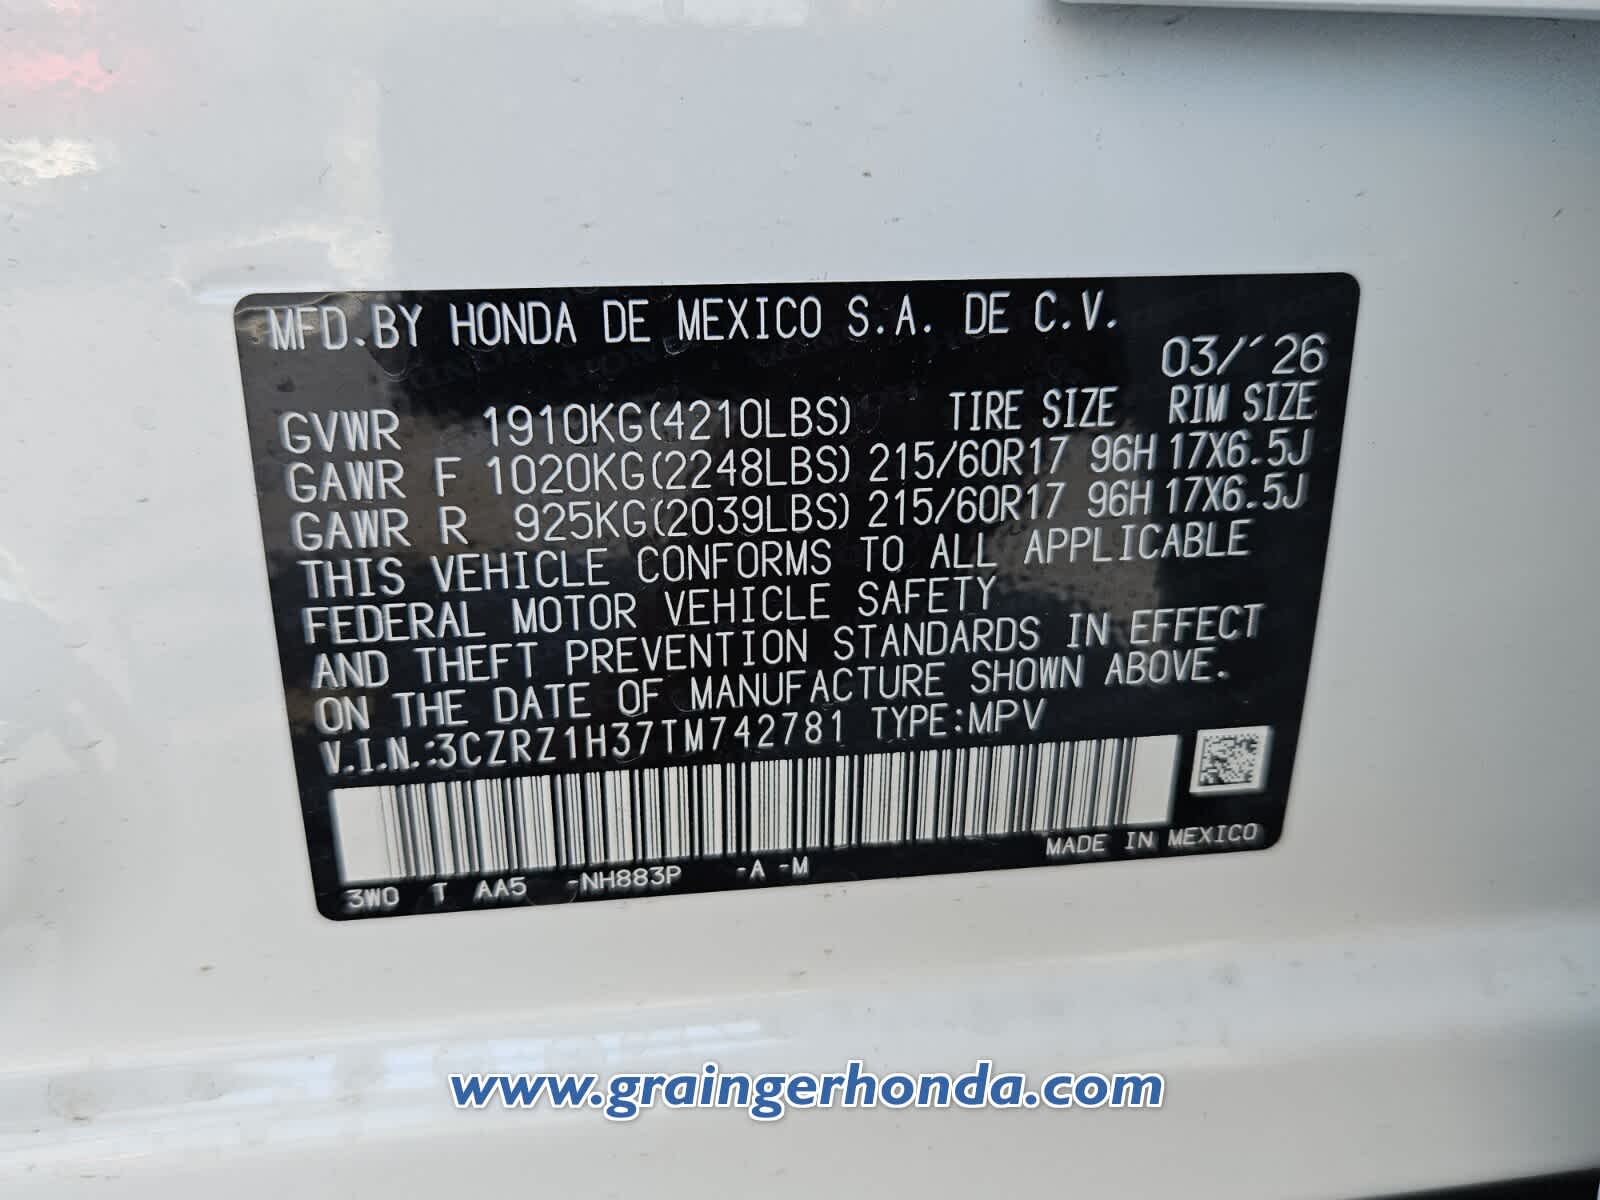 MFD.BY HONDA DE MEXICO S.A. DE C.V.
03/´26
GVWR 1910KG(4210LBS) TIRE SIZE RIM SIZE
GAWR F 1020KG(2248LBS) 215/60R17 96H 17X6.5J
GAWR R 925KG(2039LBS) 215/60R17 96H 17X6.5J
THIS VEHICLE CONFORMS TO ALL APPLICABLE
FEDERAL MOTOR VEHICLE SAFETY
AND THEFT PREVENTION STANDARDS IN EFFECT
ON THE DATE OF MANUFACTURE SHOWN ABOVE.
V.I.N.:3CZRZ1H37TM742781 TYPE:MPV
MADE IN MEXICO
3W0 T AA5 -NH883P -A -M
www.graingerhonda.com